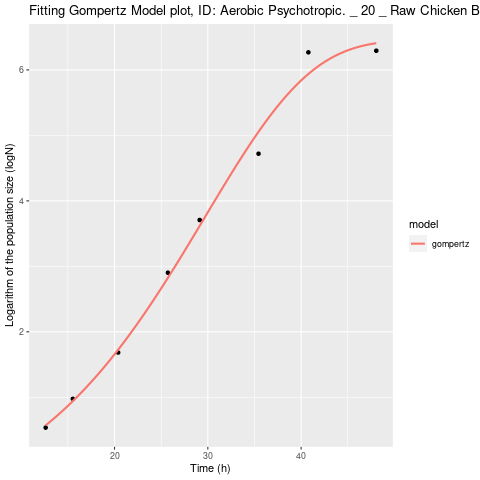 Fitting Gompertz Model plot, ID: Aerobic Psychotropic. _ 20 _ Raw Chicken B
Logarithm of the population size (logN)
6
4
2
20
30
40
Time (h)
model
gompertz